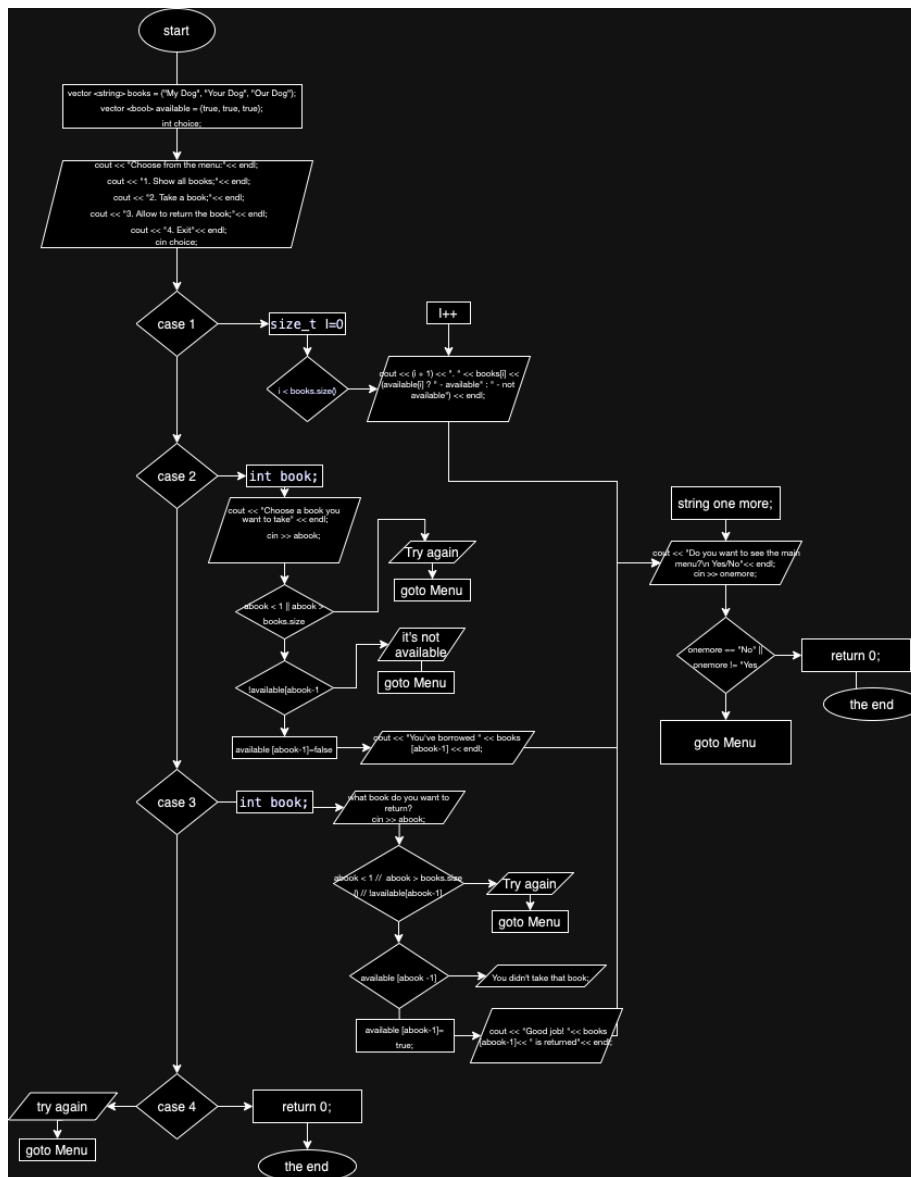 start
vector <string> books = {"My Dog", "Your Dog", "Our Dog"};
vector <bool> available = {true, true, true};
int choice;
cout << "Choose from the menu:"<< endl;
cout << "1. Show all books;"<< endl;
cout << "2. Take a book;"<< endl;
cout << "3. Allow to return the book;"<< endl;
cout << "4. Exit"<< endl;
cin choice;
case 1
size_t I=0
i < books.size()
I++
cout << (i + 1) << ". " << books[i] <<
(available[i] ? " - available" : " - not
available") << endl;
case 2
int book;
cout << "Choose a book you
want to take" << endl;
cin >> abook;
abook < 1 || abook >
books.size
Try again
goto Menu
!available[abook-1
it's not
available
goto Menu
available [abook-1]=false
cout << "You've borrowed " << books
[abook-1] << endl;
string one more;
cout << "Do you want to see the main
menu?\n Yes/No"<< endl;
cin >> onemore;
onemore == "No" ||
onemore != "Yes
return 0;
the end
goto Menu
case 3
int book;
what book do you want to
return?
cin >> abook;
abook < 1 // abook > books.size
() // !available[abook-1]
Try again
goto Menu
available [abook -1]
You didn't take that book;
available [abook-1]=
true;
cout << "Good job! "<< books
[abook-1]<< " is returned"<< endl;
case 4
try again
goto Menu
return 0;
the end